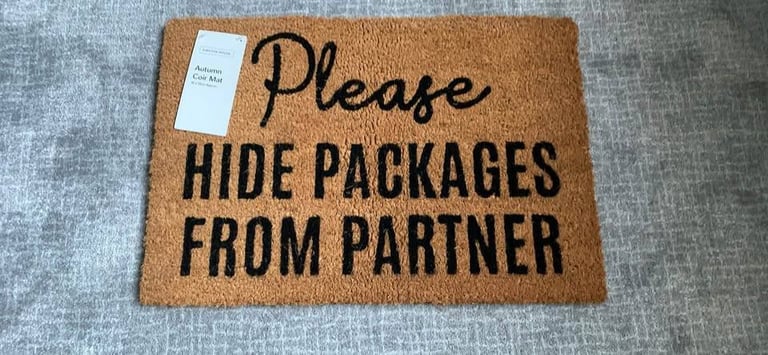 Autumn
Coir Mat
Please
HIDE PACKAGES
FROM PARTNER